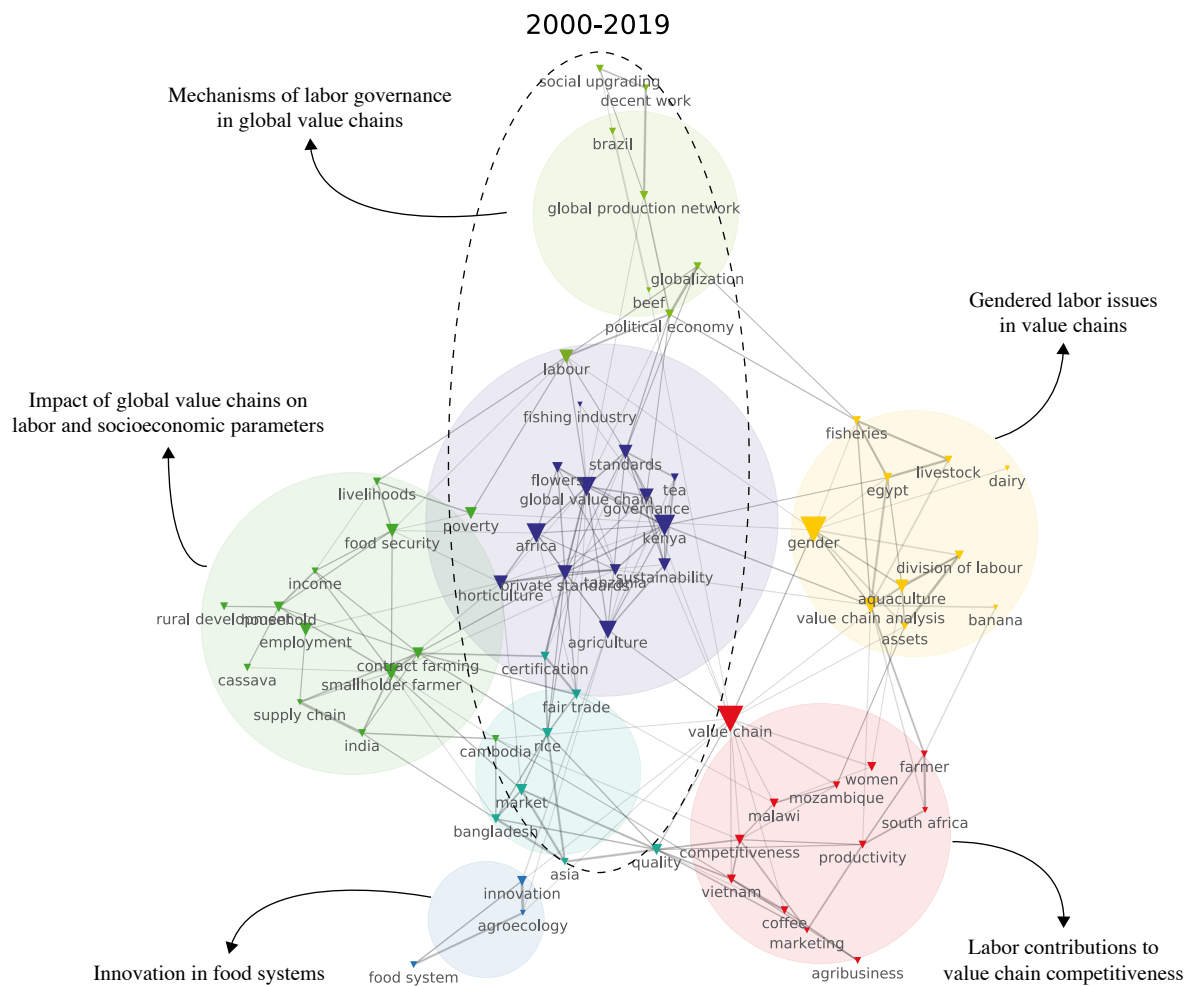 2000-2019
social upgrading
decent work
Mechanisms of labor governance
in global value chains
brazil
global production network
globalization
beef
political economy
Gendered labor issues
in value chains
labour
Impact of global value chains on
labor and socioeconomic parameters
fishing industry
fisheries
standards
livestock
flowers
tea
egypt
dairy
livelihoods
global value chain
governance
poverty
food security
africa
kenya
gender
division of labour
income
private standards
tanzania
sustainability
horticulture
aquaculture
rural development
household
value chain analysis
banana
employment
agriculture
assets
contract farming
certification
cassava
smallholder farmer
supply chain
fair trade
value chain
india
cambodia
rice
farmer
women
mozambique
market
malawi
south africa
bangladesh
competitiveness
productivity
asia
quality
innovation
vietnam
agroecology
coffee
marketing
food system
agribusiness
Innovation in food systems
Labor contributions to
value chain competitiveness